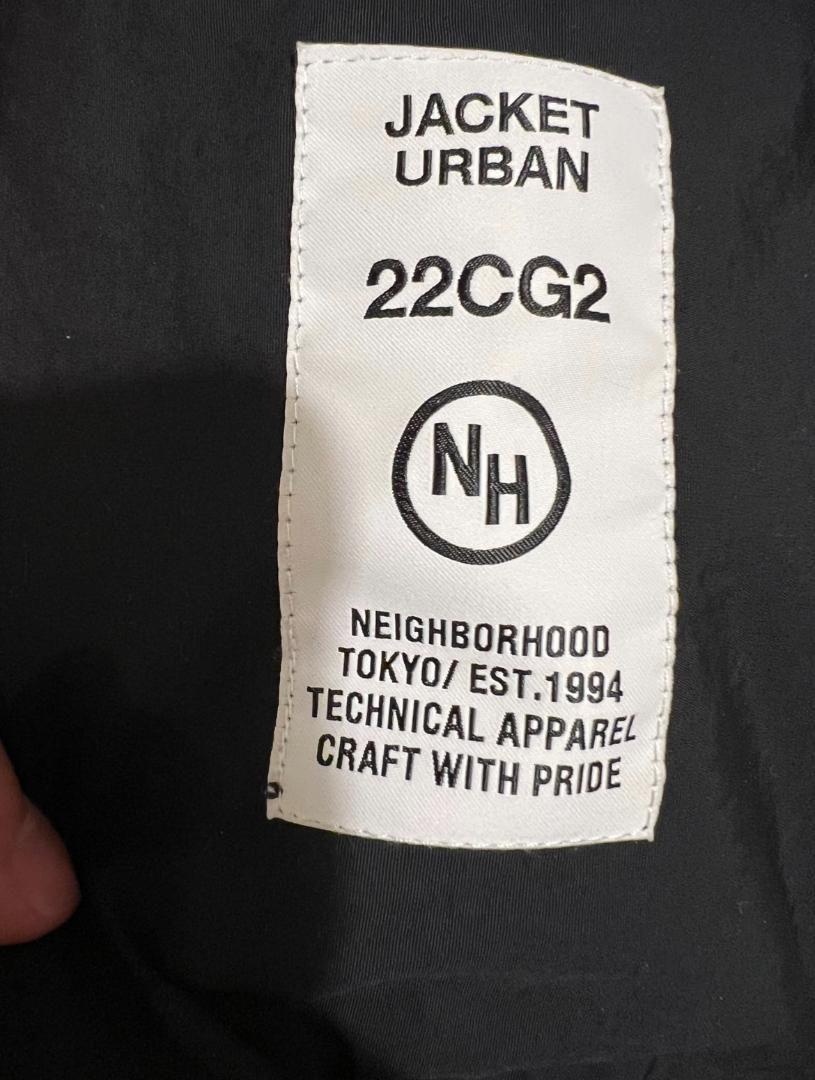 JACKET
URBAN
22CG2
NH
NEIGHBORHOOD
TOKYO/ EST.1994
TECHNICAL APPAREL
CRAFT WITH PRIDE